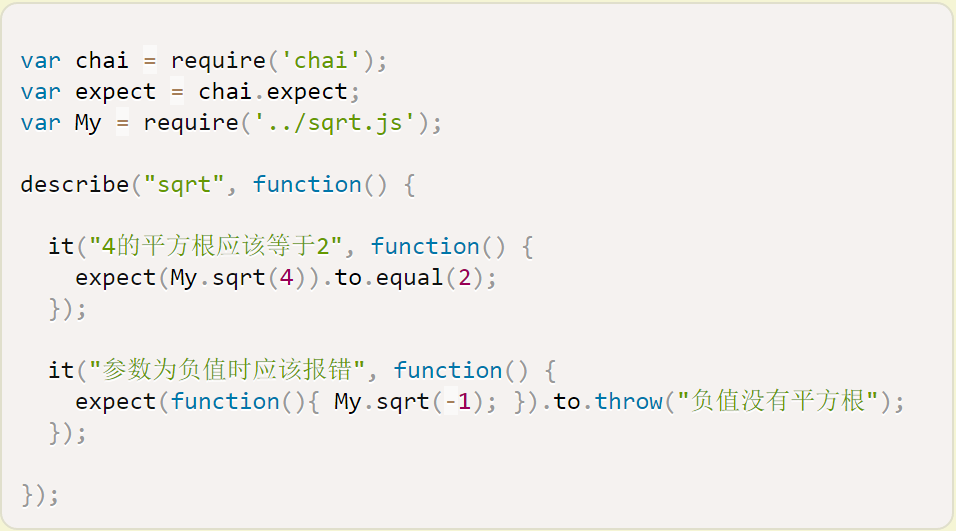 var chai = require('chai');
var expect = chai.expect;
var My = require('../sqrt.js');
describe("sqrt", function() {
it("4的平方根应该等于2", function() {
expect(My.sqrt(4)).to.equal(2);
});
it("参数为负值时应该报错", function() {
expect(function(){ My.sqrt(-1); }).to.throw("负值没有平方根");
});
});